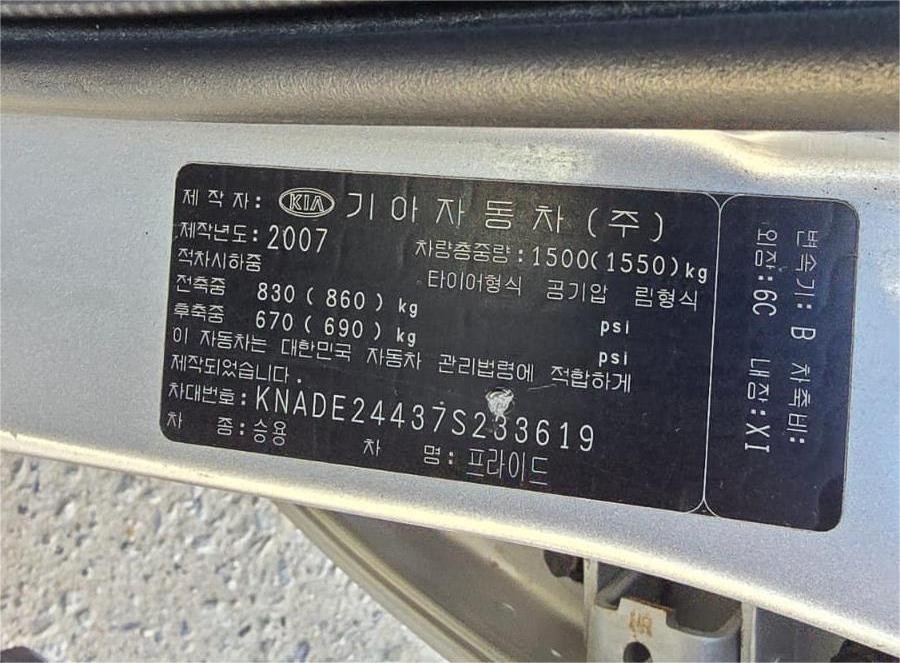 제작자: KIA 기아자동차(주)
제작년도:2007 차량총중량:1500(1550)kg
적차시하중 타이어형식 공기압 림형식
전축중 830(860)kg psi
후축중 670(690)kg psi
이 자동차는 대한민국 자동차 관리법령에 적합하게
제작되었습니다.
차대번호:KNADE24437S233619
차 종:승용 차 명:프라이드
변속기:B 차축비:
외장:6C 내장:XI